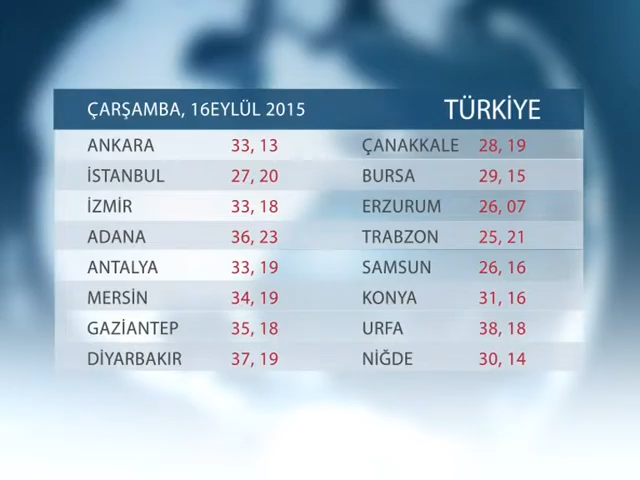 ÇARŞAMBA, 16EYLÜL 2015 TÜRKİYE
ANKARA 33, 13 ÇANAKKALE 28, 19
İSTANBUL 27, 20 BURSA 29, 15
İZMİR 33, 18 ERZURUM 26, 07
ADANA 36, 23 TRABZON 25, 21
ANTALYA 33, 19 SAMSUN 26, 16
MERSİN 34, 19 KONYA 31, 16
GAZİANTEP 35, 18 URFA 38, 18
DİYARBAKIR 37, 19 NİĞDE 30, 14